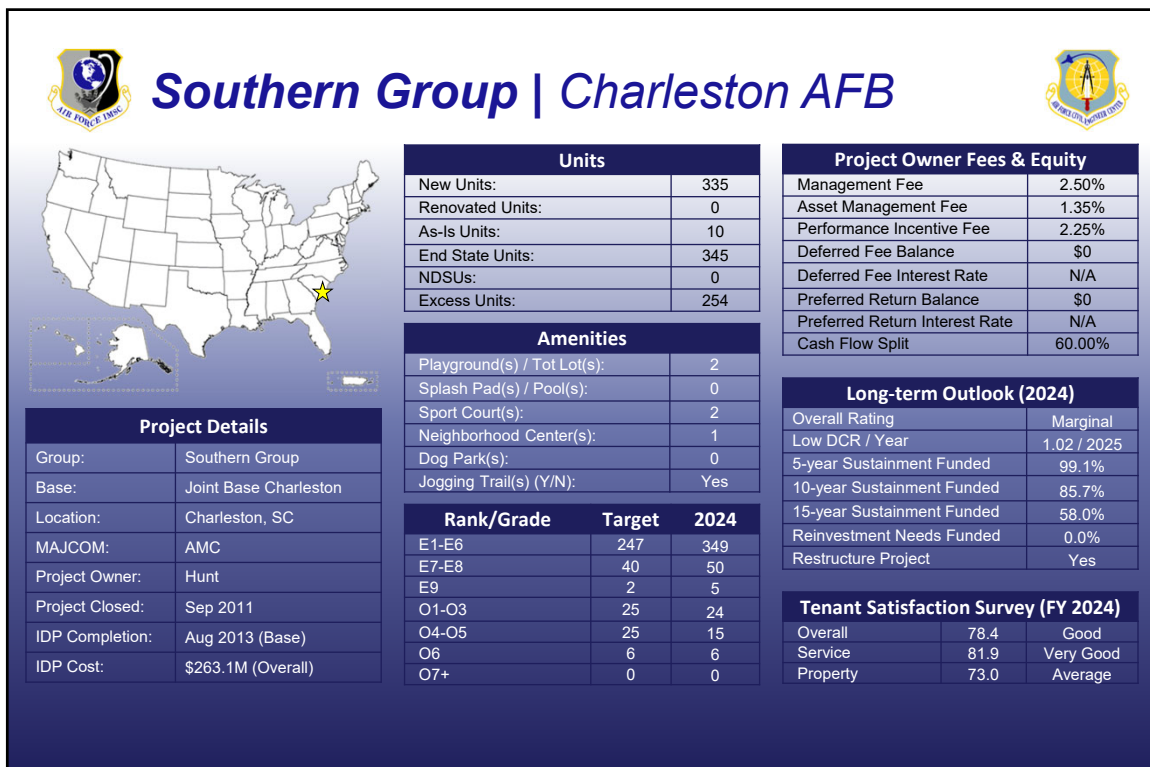 AIR FORCE IMSC
Southern Group | Charleston AFB
AIR FORCE CIVIL ENGINEER CENTER
Project Details
Group: Southern Group
Base: Joint Base Charleston
Location: Charleston, SC
MAJCOM: AMC
Project Owner: Hunt
Project Closed: Sep 2011
IDP Completion: Aug 2013 (Base)
IDP Cost: $263.1M (Overall)
Units
New Units: 335
Renovated Units: 0
As-Is Units: 10
End State Units: 345
NDSUs: 0
Excess Units: 254
Amenities
Playground(s) / Tot Lot(s): 2
Splash Pad(s) / Pool(s): 0
Sport Court(s): 2
Neighborhood Center(s): 1
Dog Park(s): 0
Jogging Trail(s) (Y/N): Yes
Rank/Grade Target 2024
E1-E6 247 349
E7-E8 40 50
E9 2 5
O1-O3 25 24
O4-O5 25 15
O6 6 6
O7+ 0 0
Project Owner Fees & Equity
Management Fee 2.50%
Asset Management Fee 1.35%
Performance Incentive Fee 2.25%
Deferred Fee Balance $0
Deferred Fee Interest Rate N/A
Preferred Return Balance $0
Preferred Return Interest Rate N/A
Cash Flow Split 60.00%
Long-term Outlook (2024)
Overall Rating Marginal
Low DCR / Year 1.02 / 2025
5-year Sustainment Funded 99.1%
10-year Sustainment Funded 85.7%
15-year Sustainment Funded 58.0%
Reinvestment Needs Funded 0.0%
Restructure Project Yes
Tenant Satisfaction Survey (FY 2024)
Overall 78.4 Good
Service 81.9 Very Good
Property 73.0 Average